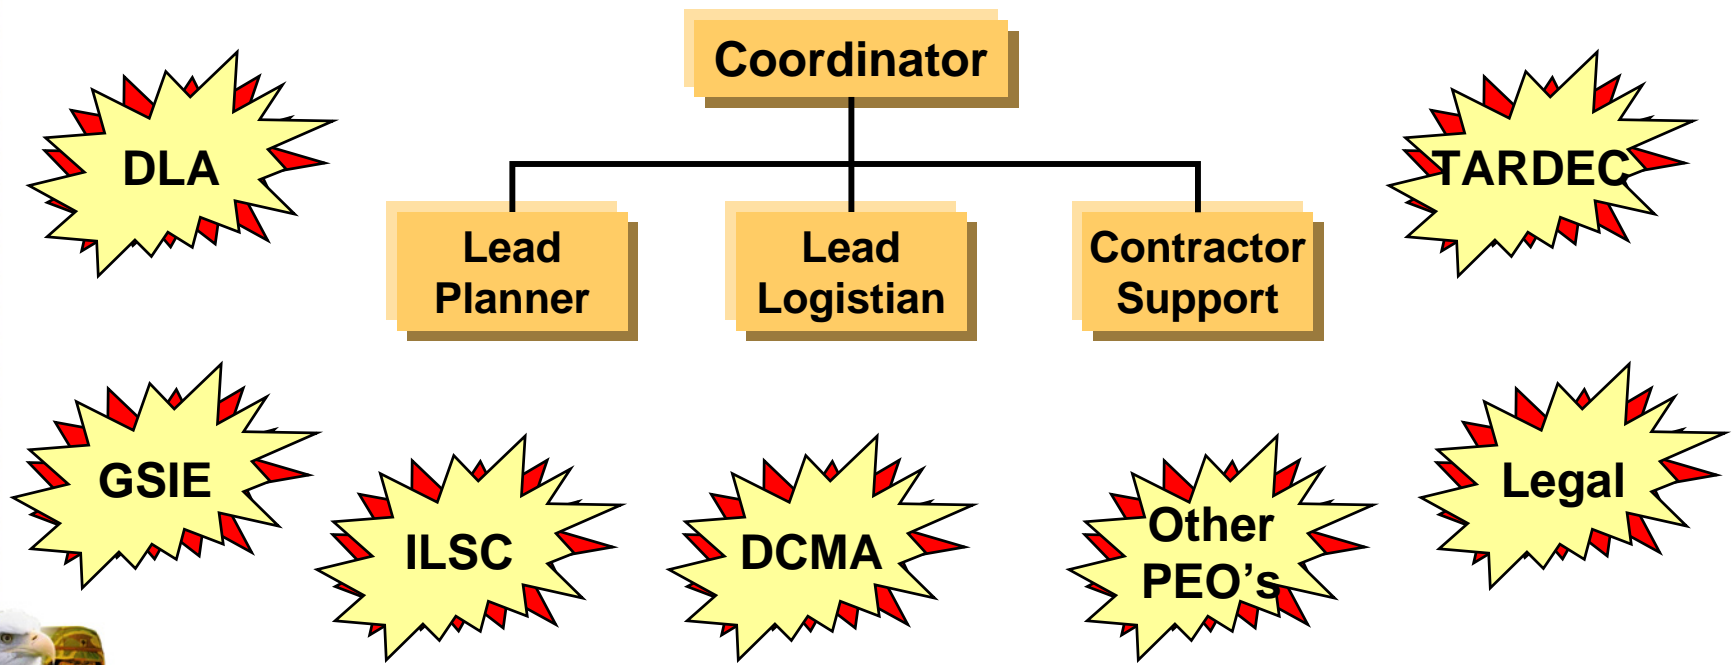 Coordinator
DLA
TARDEC
Lead
Planner
Lead
Logistian
Contractor
Support
GSIE
ILSC
DCMA
Other
PEO’s
Legal